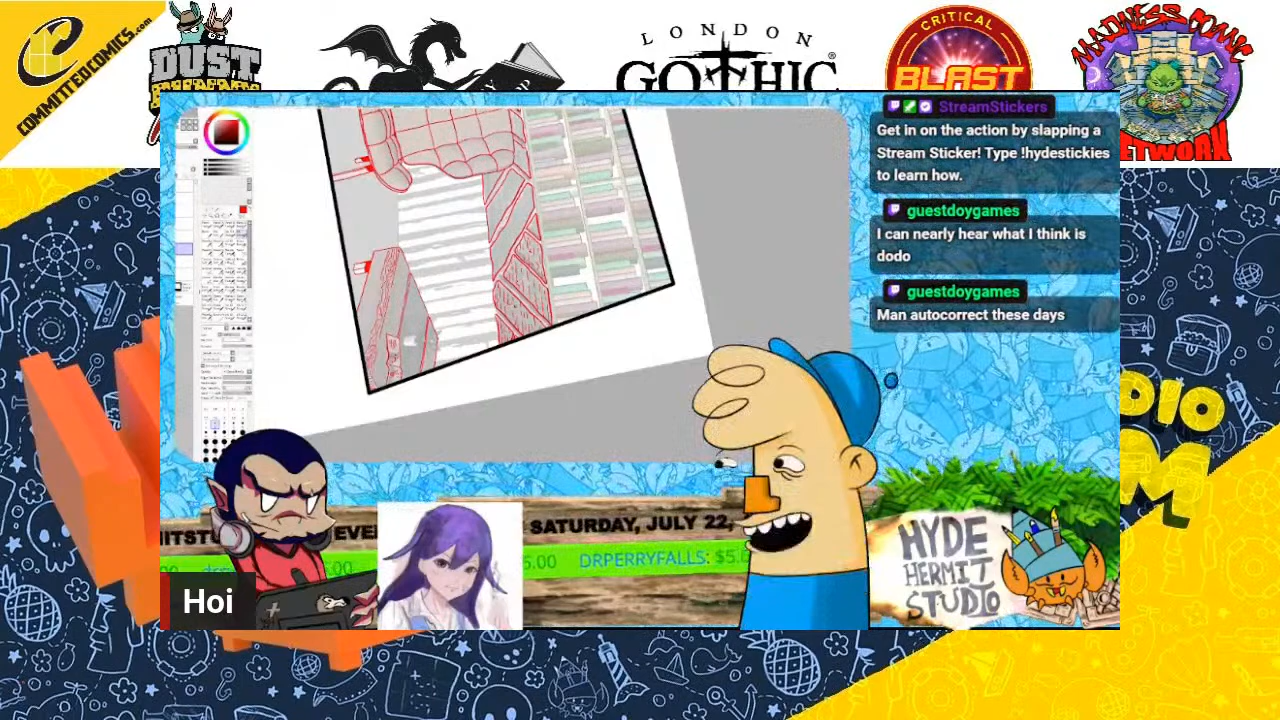 COMMITTEDCOMICS.com
DUST
LONDON
GOTHIC
CRITICAL
BLAST
MADNESS COMIC
NETWORK
StreamStickers
Get in on the action by slapping a
Stream Sticker! Type !hydestickies
to learn how.
guestdoygames
I can nearly hear what I think is
dodo
guestdoygames
Man autocorrect these days
SATURDAY, JULY 22,
5.00
DRPERRYFALLS:
HYDE
HERMIT
STUDIO
Hoi